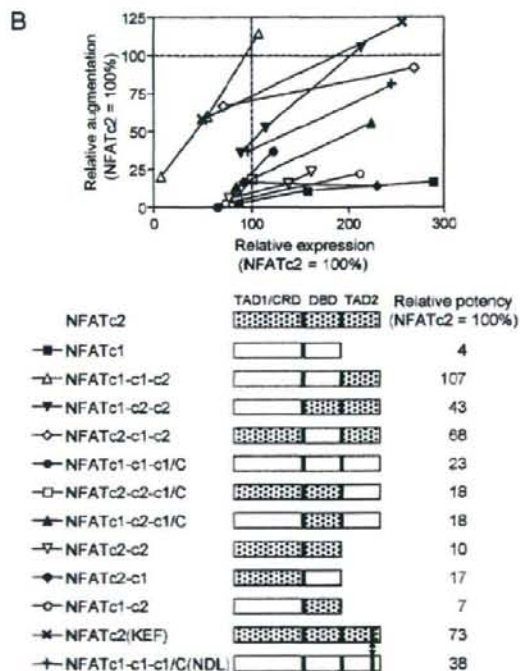 B
Relative augmentation
(NFATc2 = 100%)
125
100
75
50
25
0
0 100 200 300
Relative expression
(NFATc2 = 100%)
TAD1/CRD DBD TAD2 Relative potency
NFATc2 (NFATc2 = 100%)
NFATc1 4
NFATc1-c1-c2 107
NFATc1-c2-c2 43
NFATc2-c1-c2 68
NFATc1-c1-c1/C 23
NFATc2-c2-c1/C 18
NFATc1-c2-c1/C 18
NFATc2-c2 10
NFATc2-c1 17
NFATc1-c2 7
NFATc2(KEF) 73
NFATc1-c1-c1/C(NDL) 38